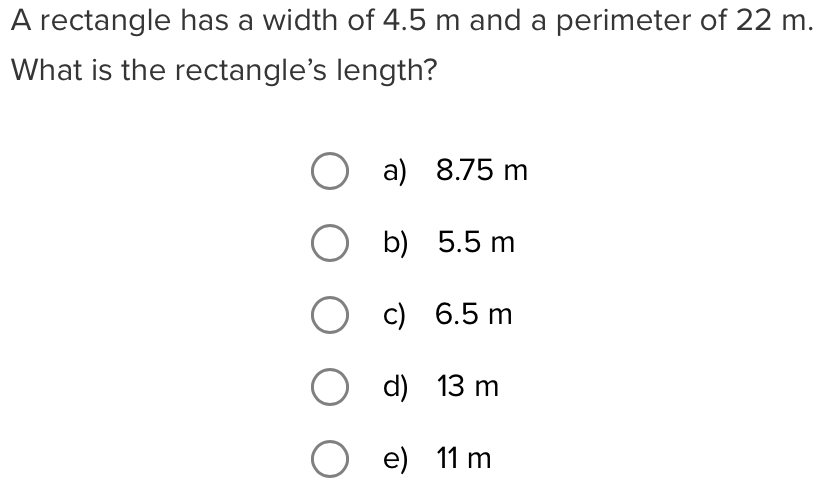 A rectangle has a width of 4.5 m and a perimeter of 22 m.
What is the rectangle’s length?
a) 8.75 m
b) 5.5 m
c) 6.5 m
d) 13 m
e) 11 m